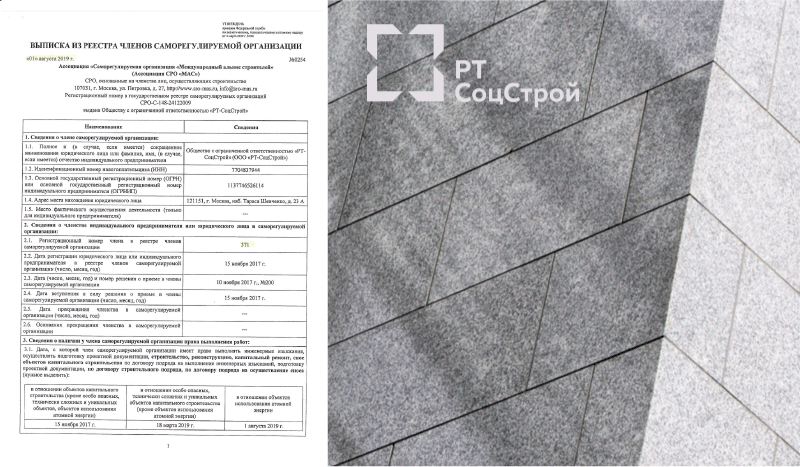 УТВЕРЖДЕНА
ВЫПИСКА ИЗ РЕЕСТРА ЧЛЕНОВ САМОРЕГУЛИРУЕМОЙ ОРГАНИЗАЦИИ
«01» августа 2019 г. №0254
Ассоциация «Саморегулируемая организация «Международный альянс строителей»
(Ассоциация СРО «МАС»)
СРО, основанные на членстве лиц, осуществляющих строительство
107031, г. Москва, ул. Петровка, д. 27, http://www.sro-mas.ru, info@sro-mas.ru
Регистрационный номер в государственном реестре саморегулируемых организаций
СРО-С-148-24122009
выдана Обществу с ограниченной ответственностью «РТ-СоцСтрой»
Наименование Сведения
1. Сведения о члене саморегулируемой организации:
1.1. Полное и (в случае, если имеется) сокращенное
наименование юридического лица или фамилия, имя, (в случае,
если имеется) отчество индивидуального предпринимателя
Общество с ограниченной ответственностью «РТ-
СоцСтрой» (ООО «РТ-СоцСтрой»)
1.2. Идентификационный номер налогоплательщика (ИНН) 7704827944
1.3. Основной государственный регистрационный номер (ОГРН)
или основной государственный регистрационный номер
индивидуального предпринимателя (ОГРНИП)
1137746526114
1.4. Адрес места нахождения юридического лица 121151, г. Москва, наб. Тараса Шевченко, д. 23 А
1.5. Место фактического осуществления деятельности (только
для индивидуального предпринимателя)
---
2. Сведения о членстве индивидуального предпринимателя или юридического лица в саморегулируемой
организации:
2.1. Регистрационный номер члена в реестре членов
саморегулируемой организации
371
2.2. Дата регистрации юридического лица или индивидуального
предпринимателя в реестре членов саморегулируемой
организации (число, месяц, год)
15 ноября 2017 г.
2.3. Дата (число, месяц, год) и номер решения о приеме в члены
саморегулируемой организации
10 ноября 2017 г., №200
2.4. Дата вступления в силу решения о приеме в члены
саморегулируемой организации (число, месяц, год)
15 ноября 2017 г.
2.5. Дата прекращения членства в саморегулируемой
организации (число, месяц, год)
---
2.6. Основания прекращения членства в саморегулируемой
организации
---
3. Сведения о наличии у члена саморегулируемой организации права выполнения работ:
3.1. Дата, с которой член саморегулируемой организации имеет право выполнять инженерные изыскания,
осуществлять подготовку проектной документации, строительство, реконструкцию, капитальный ремонт, снос
объектов капитального строительства по договору подряда на выполнение инженерных изысканий, подготовку
проектной документации, по договору строительного подряда, по договору подряда на осуществление сноса
(нужное выделить):
в отношении объектов капитального
строительства (кроме особо опасных,
технически сложных и уникальных
объектов, объектов использования
атомной энергии)
в отношении особо опасных,
технически сложных и уникальных
объектов капитального строительства
(кроме объектов использования
атомной энергии)
в отношении объектов
использования атомной
энергии
15 ноября 2017 г. 18 марта 2019 г. 1 августа 2019 г.
1
РТ
СоцСтрой